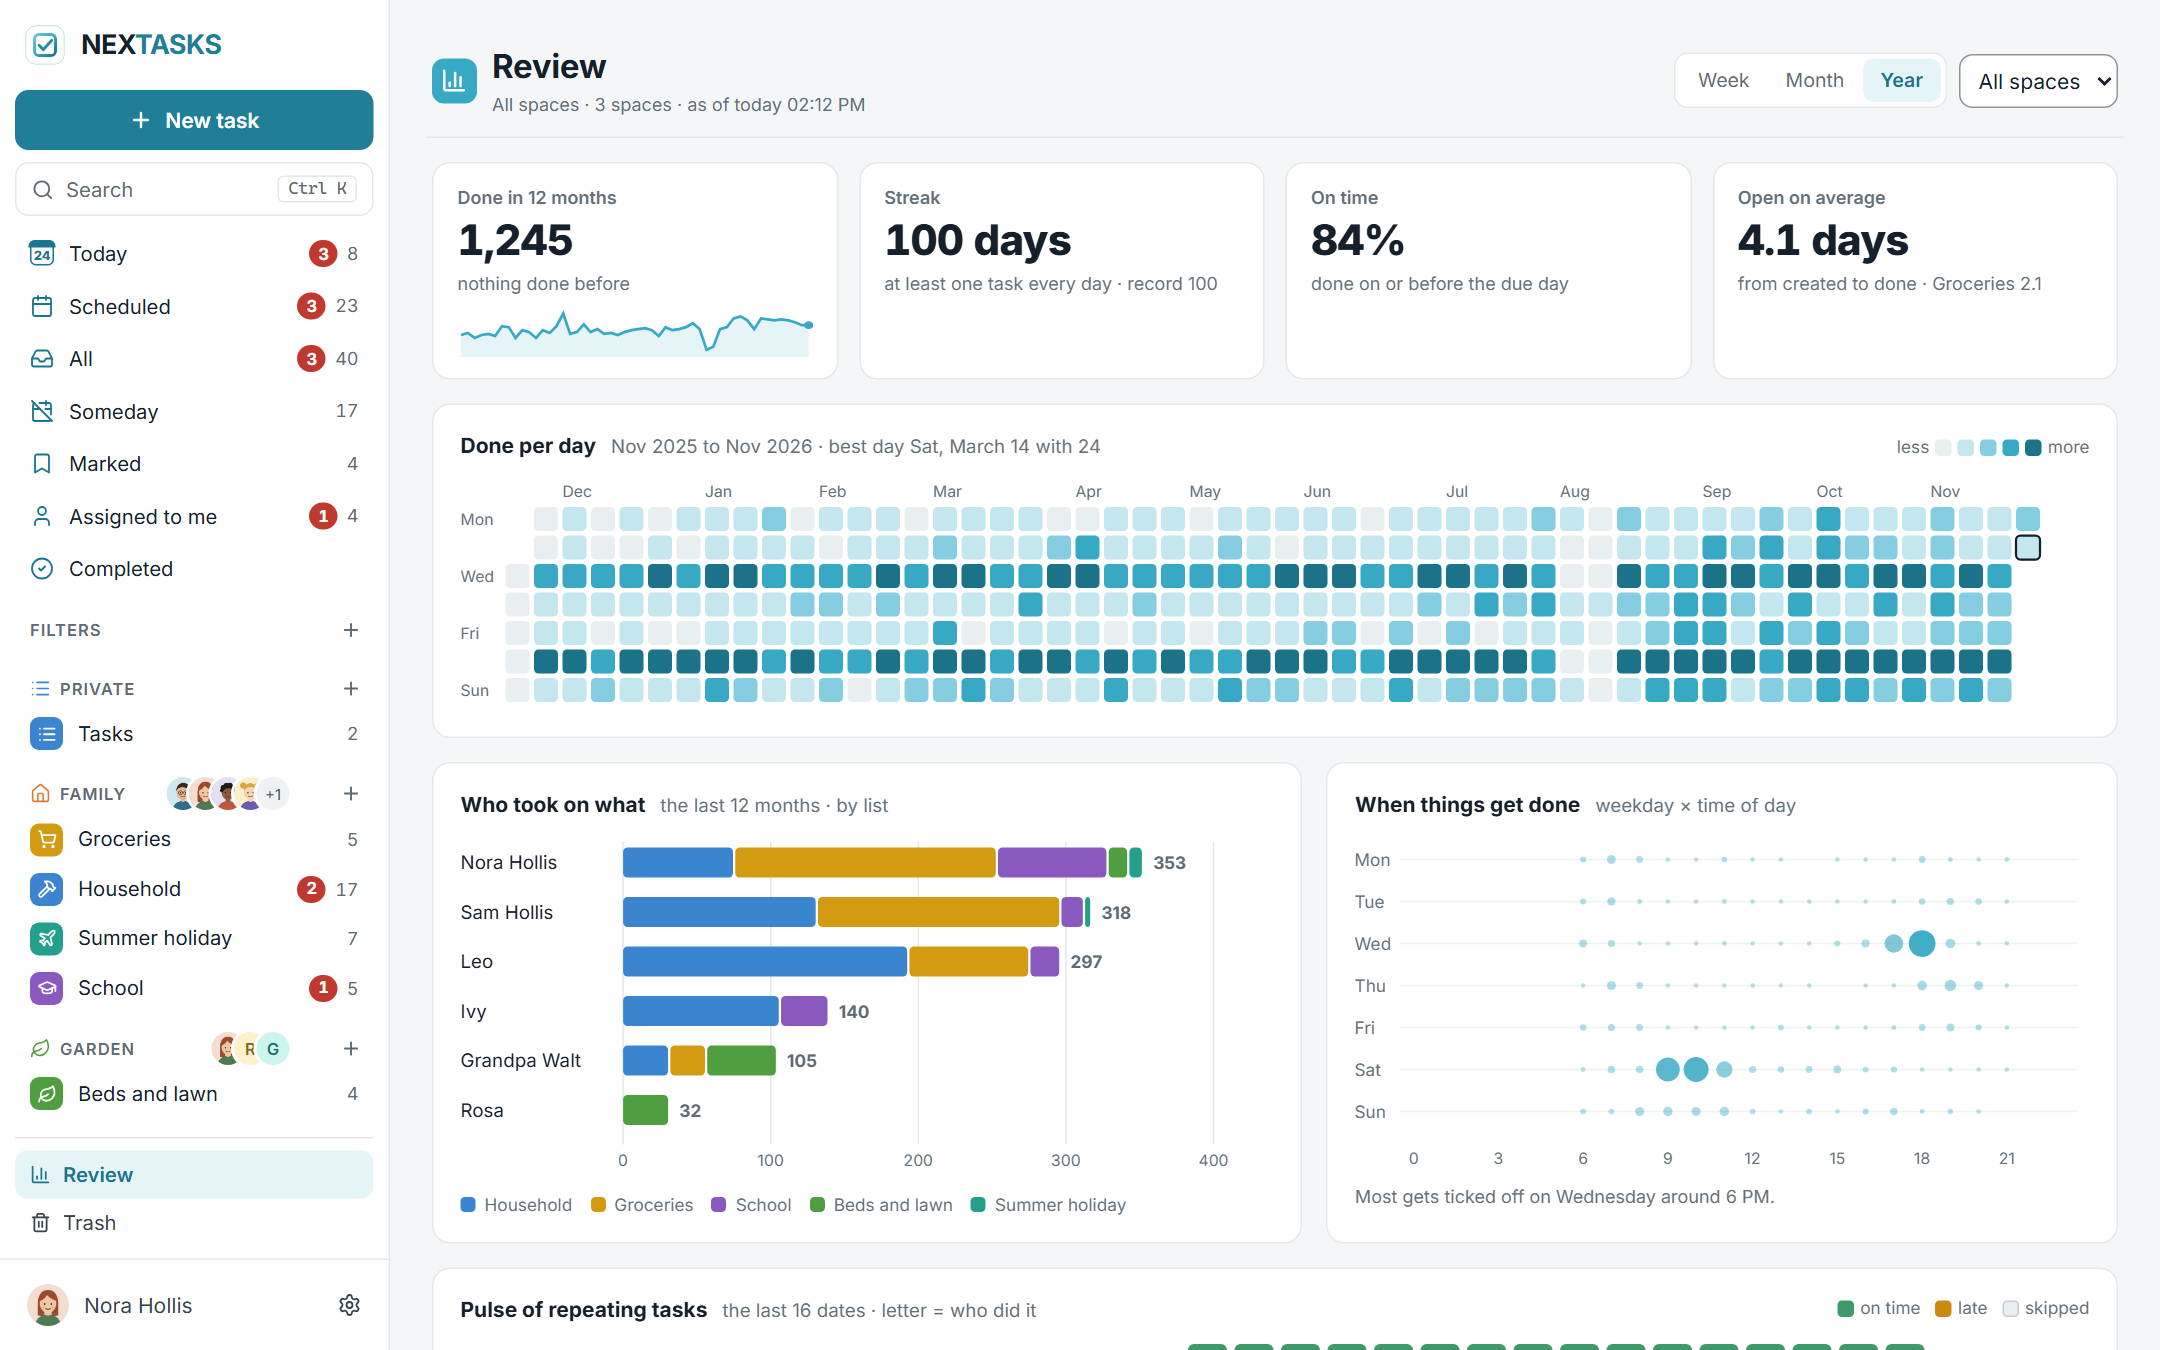 NEXTASKS
New task
Search Ctrl K
24 Today 3 8
Scheduled 3 23
All 3 40
Someday 17
Marked 4
Assigned to me 1 4
Completed
FILTERS
PRIVATE
Tasks 2
FAMILY +1
Groceries 5
Household 2 17
Summer holiday 7
School 1 5
GARDEN R G
Beds and lawn 4
Review
Trash
Nora Hollis
Review
All spaces · 3 spaces · as of today 02:12 PM
Week Month Year All spaces
Done in 12 months
1,245
nothing done before
Streak
100 days
at least one task every day · record 100
On time
84%
done on or before the due day
Open on average
4.1 days
from created to done · Groceries 2.1
Done per day Nov 2025 to Nov 2026 · best day Sat, March 14 with 24
less more
Dec Jan Feb Mar Apr May Jun Jul Aug Sep Oct Nov
Mon
Wed
Fri
Sun
Who took on what the last 12 months · by list
Nora Hollis 353
Sam Hollis 318
Leo 297
Ivy 140
Grandpa Walt 105
Rosa 32
0 100 200 300 400
Household Groceries School Beds and lawn Summer holiday
When things get done weekday × time of day
Mon
Tue
Wed
Thu
Fri
Sat
Sun
0 3 6 9 12 15 18 21
Most gets ticked off on Wednesday around 6 PM.
Pulse of repeating tasks the last 16 dates · letter = who did it
on time late skipped